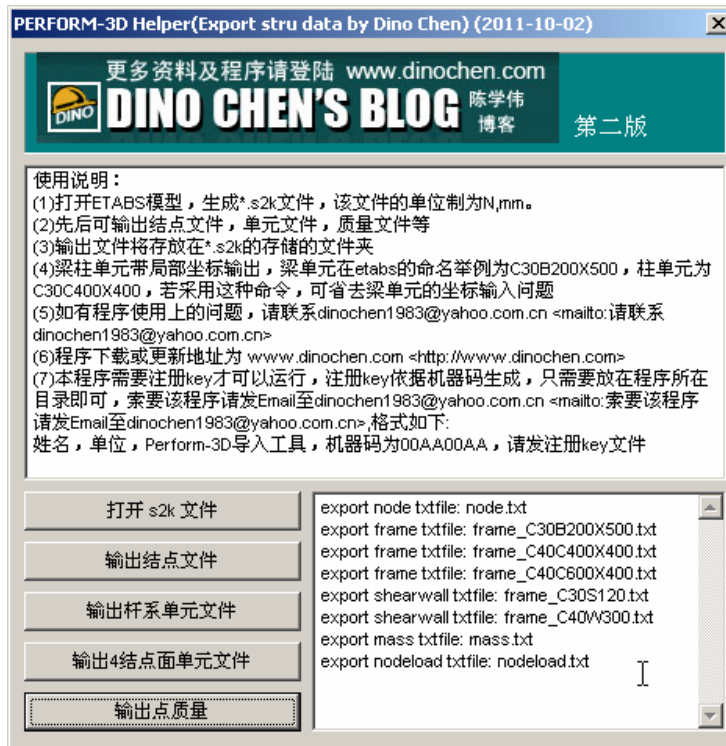 PERFORM-3D Helper(Export stru data by Dino Chen) (2011-10-02)
更多资料及程序请登陆 www.dinochen.com
DINO
DINO CHEN'S BLOG
陈学伟
博客
第二版
使用说明：
(1)打开ETABS模型，生成*.s2k文件，该文件的单位制为N,mm。
(2)先后可输出结点文件，单元文件，质量文件等
(3)输出文件将存放在*.s2k的存储的文件夹
(4)梁柱单元带局部坐标输出，梁单元在etabs的命名举例为C30B200X500，柱单元为
C30C400X400，若采用这种命令，可省去梁单元的坐标输入问题
(5)如有程序使用上的问题，请联系dinochen1983@yahoo.com.cn <mailto:请联系
dinochen1983@yahoo.com.cn>
(6)程序下载或更新地址为 www.dinochen.com <http://www.dinochen.com>
(7)本程序需要注册key才可以运行，注册key依据机器码生成，只需要放在程序所在
目录即可，索要该程序请发Email至dinochen1983@yahoo.com.cn <mailto:索要该程序
请发Email至dinochen1983@yahoo.com.cn>,格式如下:
姓名，单位，Perform-3D导入工具，机器码为00AA00AA，请发注册key文件
打开 s2k 文件
输出结点文件
输出杆系单元文件
输出4结点面单元文件
输出点质量
export node txtfile: node.txt
export frame txtfile: frame_C30B200X500.txt
export frame txtfile: frame_C40C400X400.txt
export frame txtfile: frame_C40C600X400.txt
export shearwall txtfile: frame_C30S120.txt
export shearwall txtfile: frame_C40W300.txt
export mass txtfile: mass.txt
export nodeload txtfile: nodeload.txt